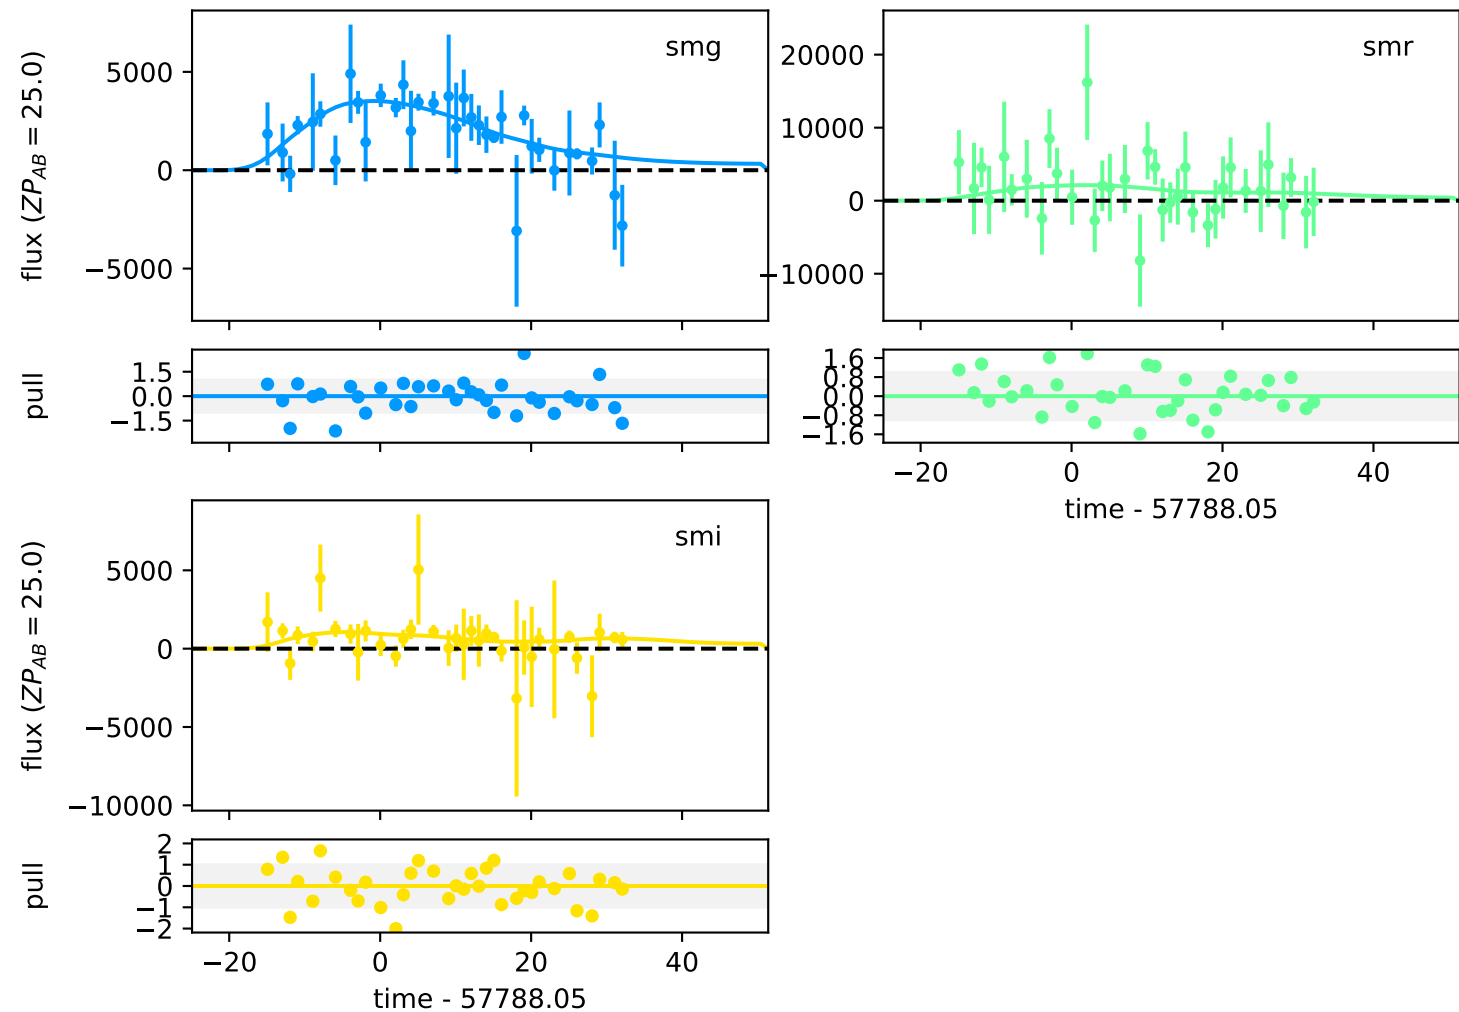 smg
flux (ZP_AB = 25.0)
5000
0
−5000
smr
20000
10000
0
−10000
pull
1.5
0.0
−1.5
1.6
0.8
0.0
−0.8
−1.6
−20 0 20 40
time - 57788.05
smi
flux (ZP_AB = 25.0)
5000
0
−5000
−10000
pull
2
1
0
−1
−2
−20 0 20 40
time - 57788.05